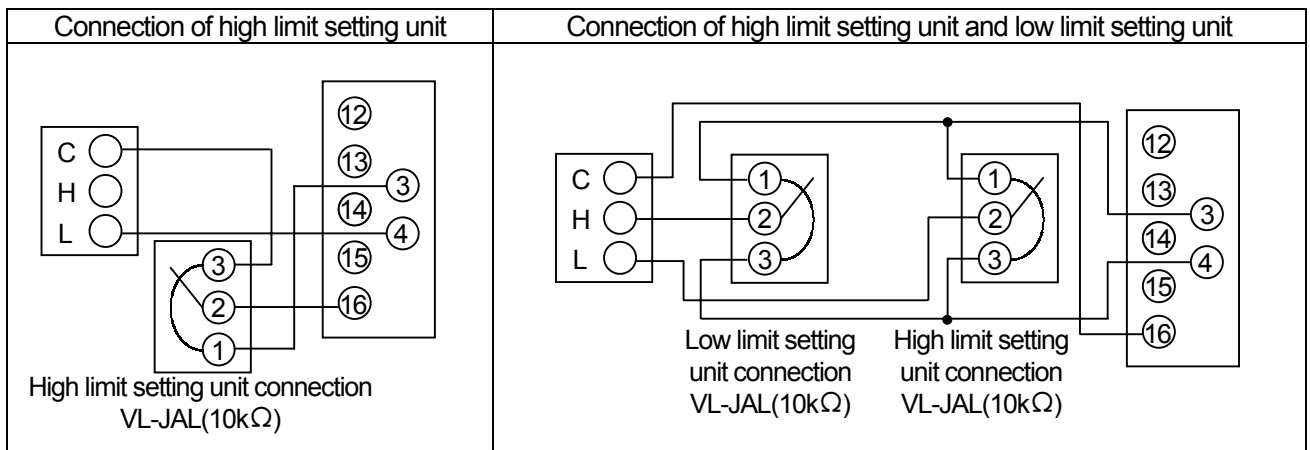 Connection of high limit setting unit
Connection of high limit setting unit and low limit setting unit
C
H
L
3
2
1
12
13
14
15
16
3
4
High limit setting unit connection
VL-JAL(10kΩ)
C
H
L
1
2
3
1
2
3
12
13
14
15
16
3
4
Low limit setting
unit connection
VL-JAL(10kΩ)
High limit setting
unit connection
VL-JAL(10kΩ)